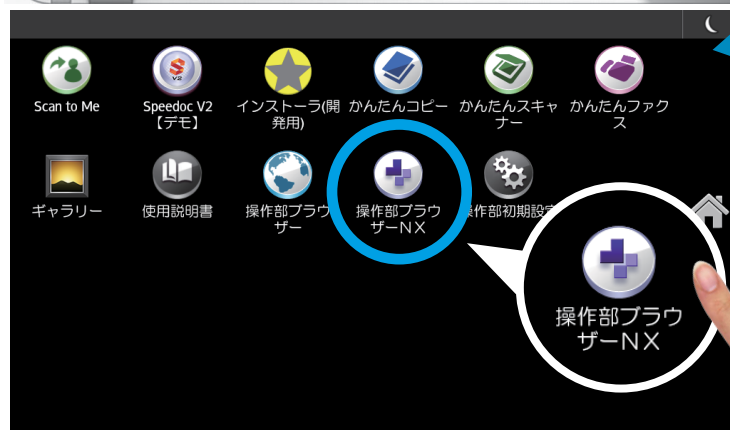 Scan to Me
Speedoc V2
【デモ】
インストーラ(開
発用)
かんたんコピー
かんたんスキャ
ナー
かんたんファク
ス
ギャラリー
使用説明書
操作部ブラウ
ザー
操作部ブラウ
ザーNX
操作部初期設定
操作部ブラウ
ザーNX
S
V2